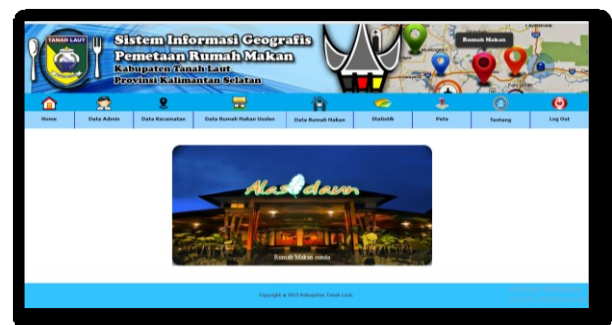 TANAH LAUT
Sistem Informasi Geografis
Pemetaan Rumah Makan
Kabupaten Tanah Laut
Provinsi Kalimantan Selatan
Rumah Makan
Home
Data Admin
Data Kecamatan
Data Rumah Makan Usulan
Data Rumah Makan
Statistik
Peta
Tentang
Log Out
Alas daun
Rumah Makan sunda
Copyright @ 2015 Kabupaten Tanah Laut.